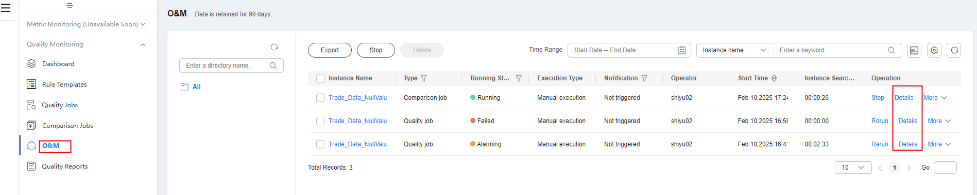 O&M Data is retained for 90 days.
Metric Monitoring (Unavailable Soon)
Quality Monitoring
Dashboard
Rule Templates
Quality Jobs
Comparison Jobs
O&M
Quality Reports
Enter a directory name.
All
Export Stop Delete Time Range Start Date – End Date Instance name Enter a keyword
Instance Name Type Running St... Execution Type Notification Operator Start Time Instance Searc... Operation
Trade_Data_NullValu Comparison job Running Manual execution Not triggered shiyu02 Feb 10,2025 17:24 00:09:26 Stop Details More
Trade_Data_NullValu Quality job Failed Manual execution Not triggered shiyu02 Feb 10,2025 16:58 00:00:00 Rerun Details More
Trade_Data_NullValu Quality job Alarming Manual execution Not triggered shiyu02 Feb 10,2025 16:41 00:02:33 Rerun Details More
Total Records: 3 10 1 Go